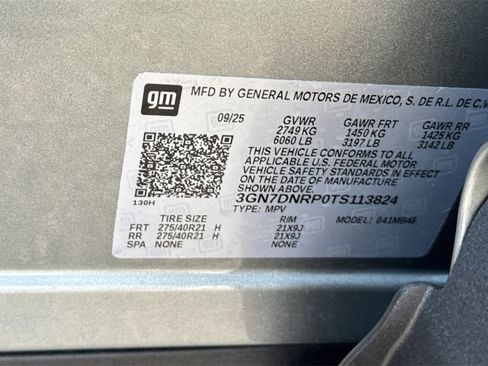 gm
MFD BY GENERAL MOTORS DE MEXICO, S. DE R.L. DE C.V
09/25 GVWR GAWR FRT GAWR RR
2749 KG 1450 KG 1425 KG
6060 LB 3197 LB 3142 LB
THIS VEHICLE CONFORMS TO ALL
APPLICABLE U.S. FEDERAL MOTOR
VEHICLE SAFETY STANDARDS IN EFFECT ON
THE DATE OF MANUFACTURE SHOWN ABOVE
3GN7DNRP0TS113824
130H TYPE: MPV MODEL: 041MB48
TIRE SIZE RIM
FRT 275/40R21 H 21X9J
RR 275/40R21 H 21X9J
SPA NONE NONE